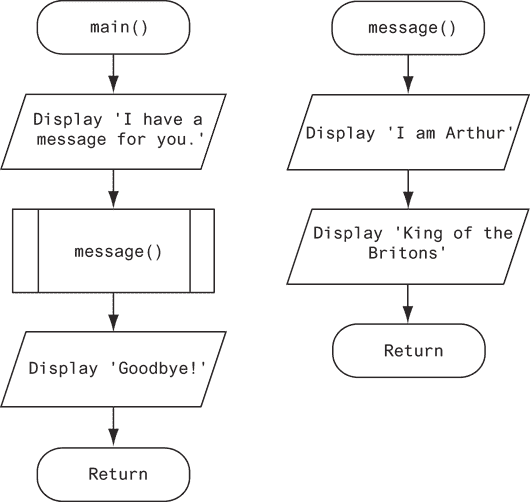 main()
Display 'I have a
message for you.'
message()
Display 'Goodbye!'
Return
message()
Display 'I am Arthur'
Display 'King of the
Britons'
Return